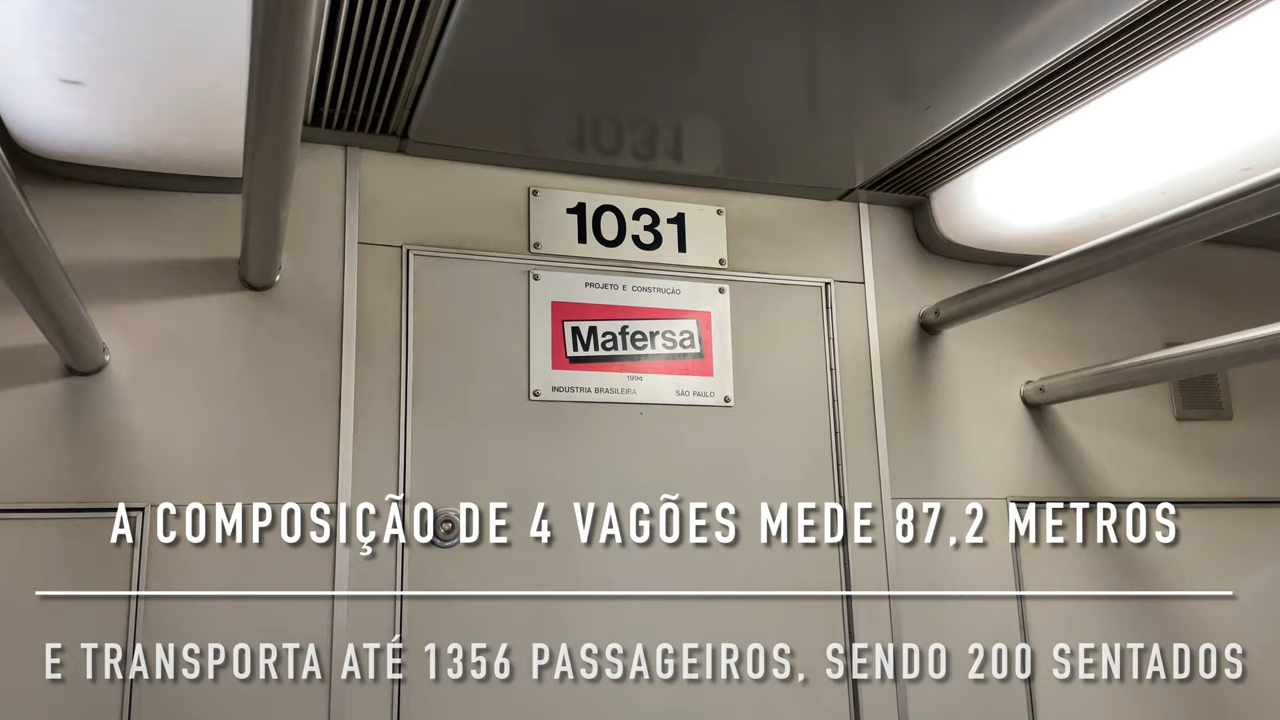 1031
PROJETO E CONSTRUÇÃO
Mafersa
1994
INDUSTRIA BRASILEIRA SÃO PAULO
A COMPOSIÇÃO DE 4 VAGÕES MEDE 87,2 METROS
E TRANSPORTA ATÉ 1356 PASSAGEIROS, SENDO 200 SENTADOS